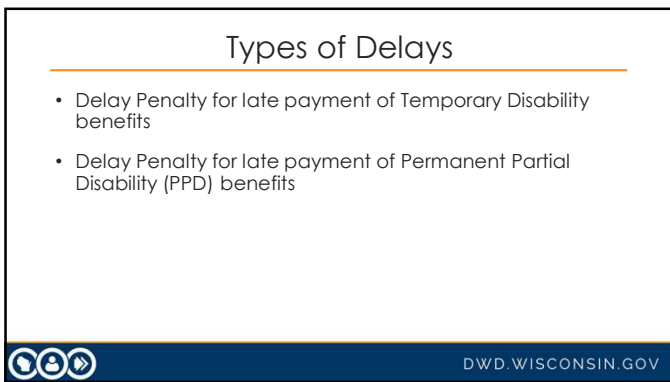 Types of Delays
• Delay Penalty for late payment of Temporary Disability
benefits
• Delay Penalty for late payment of Permanent Partial
Disability (PPD) benefits
DWD.WISCONSIN.GOV